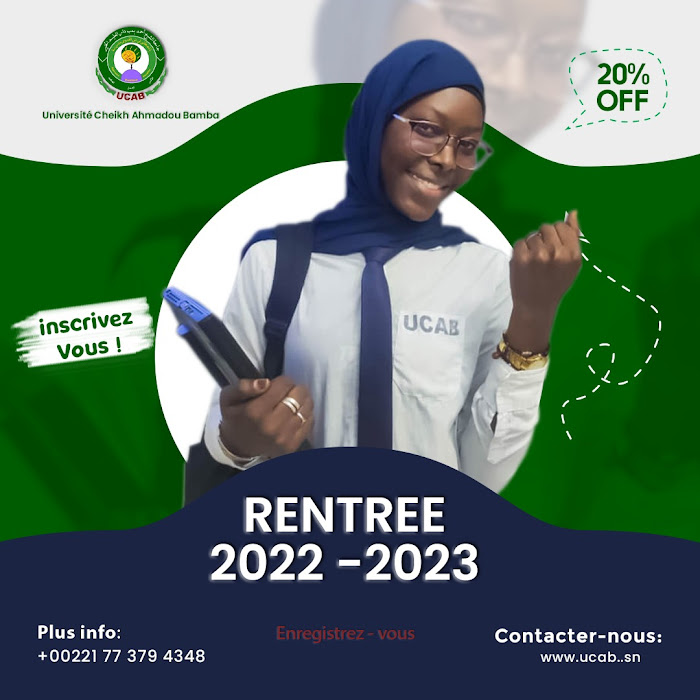 UCAB
Université Cheikh Ahmadou Bamba
20%
OFF
inscrivez
Vous !
UCAB
RENTREE
2022 -2023
Plus info:
+00221 77 379 4348
Enregistrez - vous
Contacter-nous:
www.ucab..sn